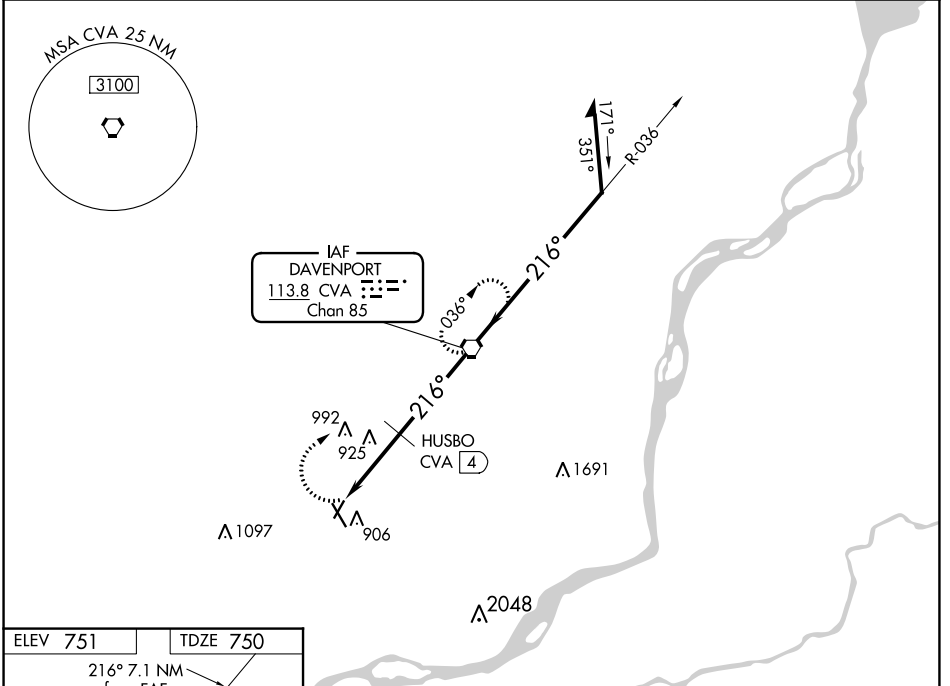 MSA CVA 25 NM
3100
171°
351°
R-036
216°
IAF
DAVENPORT
113.8 CVA
Chan 85
036°
216°
992
925
HUSBO
CVA 4
1691
1097
906
2048
ELEV 751
TDZE 750
216° 7.1 NM